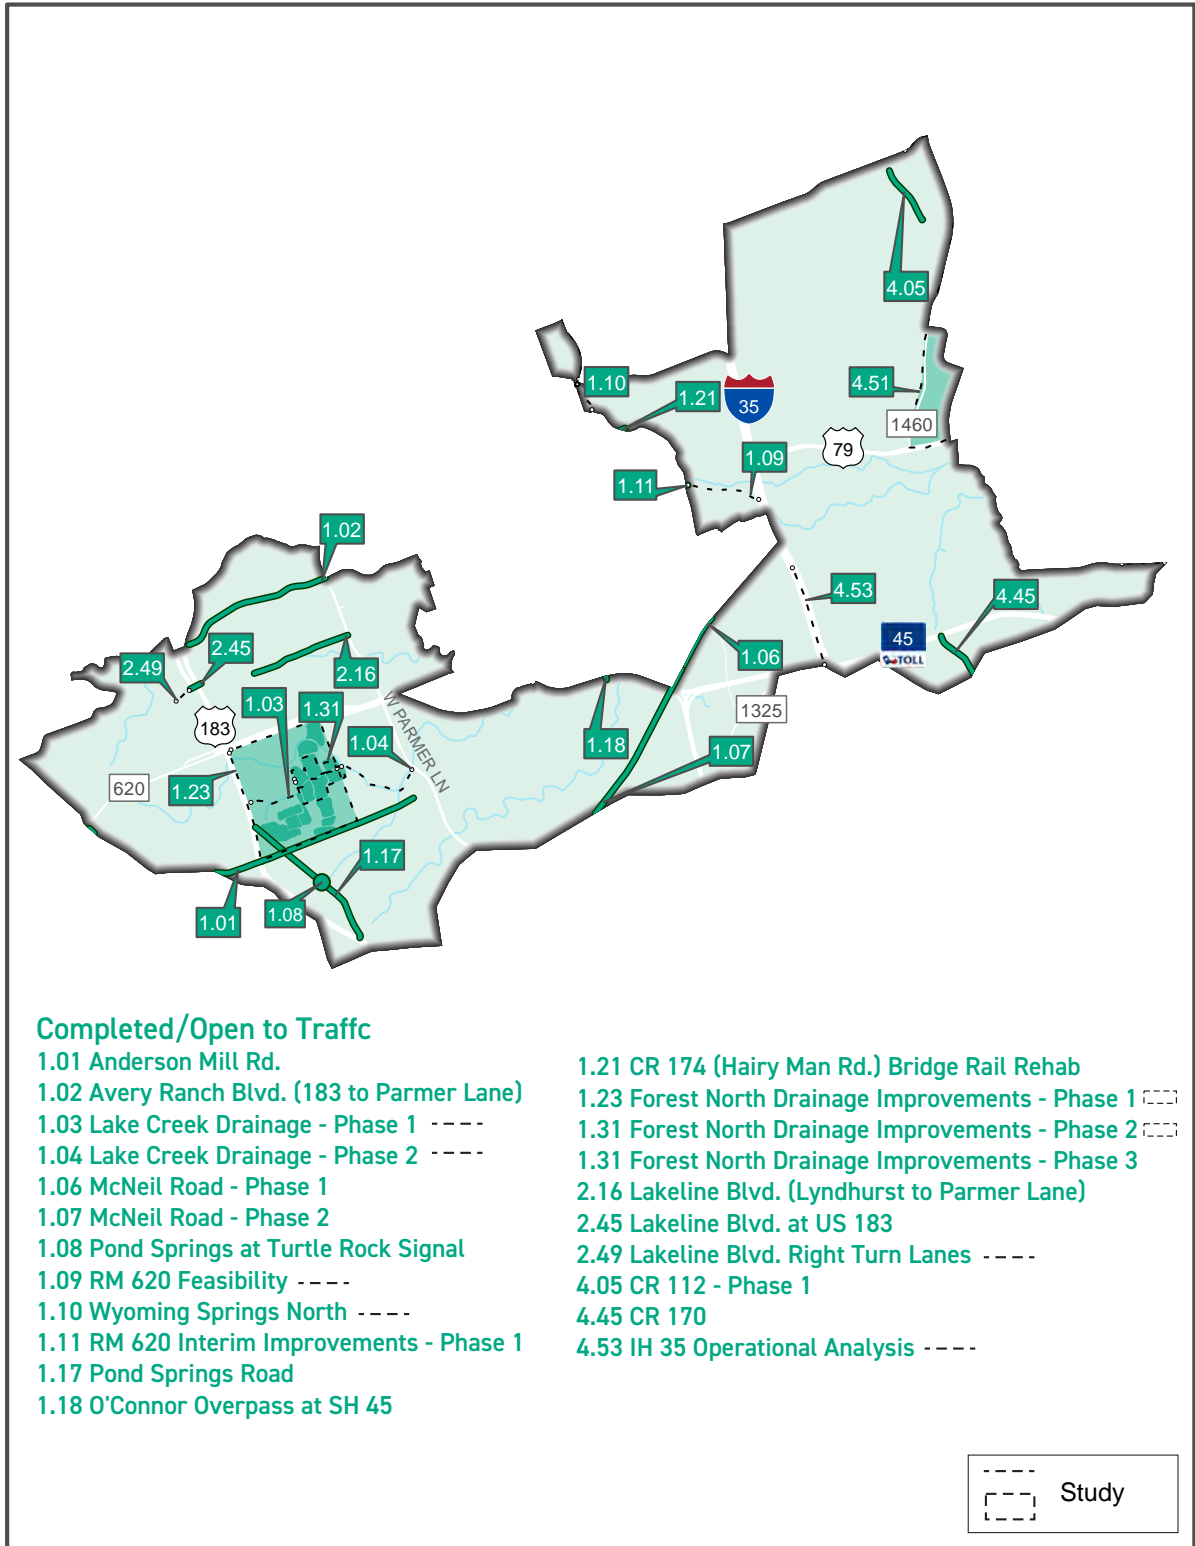 4.05
1.10
1.21
35
4.51
1460
79
1.09
1.11
1.02
4.53
4.45
45
TOLL
2.45
2.49
2.16
1.06
1.03
1.31
W PARMER LN
183
1325
1.04
1.18
1.07
620
1.23
1.17
1.01
1.08
Completed/Open to Traffc
1.01 Anderson Mill Rd.
1.02 Avery Ranch Blvd. (183 to Parmer Lane)
1.03 Lake Creek Drainage - Phase 1 ----
1.04 Lake Creek Drainage - Phase 2 ----
1.06 McNeil Road - Phase 1
1.07 McNeil Road - Phase 2
1.08 Pond Springs at Turtle Rock Signal
1.09 RM 620 Feasibility ----
1.10 Wyoming Springs North ----
1.11 RM 620 Interim Improvements - Phase 1
1.17 Pond Springs Road
1.18 O'Connor Overpass at SH 45
1.21 CR 174 (Hairy Man Rd.) Bridge Rail Rehab
1.23 Forest North Drainage Improvements - Phase 1
1.31 Forest North Drainage Improvements - Phase 2
1.31 Forest North Drainage Improvements - Phase 3
2.16 Lakeline Blvd. (Lyndhurst to Parmer Lane)
2.45 Lakeline Blvd. at US 183
2.49 Lakeline Blvd. Right Turn Lanes ----
4.05 CR 112 - Phase 1
4.45 CR 170
4.53 IH 35 Operational Analysis ----
Study